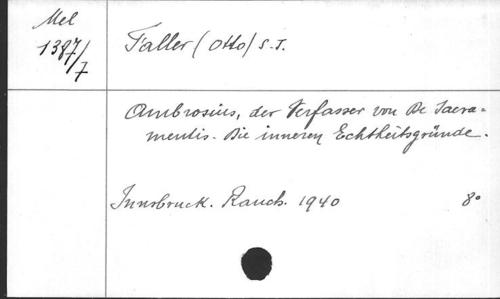 Mel
1387/7
Faller (Otto) S.J.
Ambrosius, der Verfasser von De Sacra-
mentis. Die inneren Echtheitsgründe.
Innsbruck. Rauch. 1940 8°